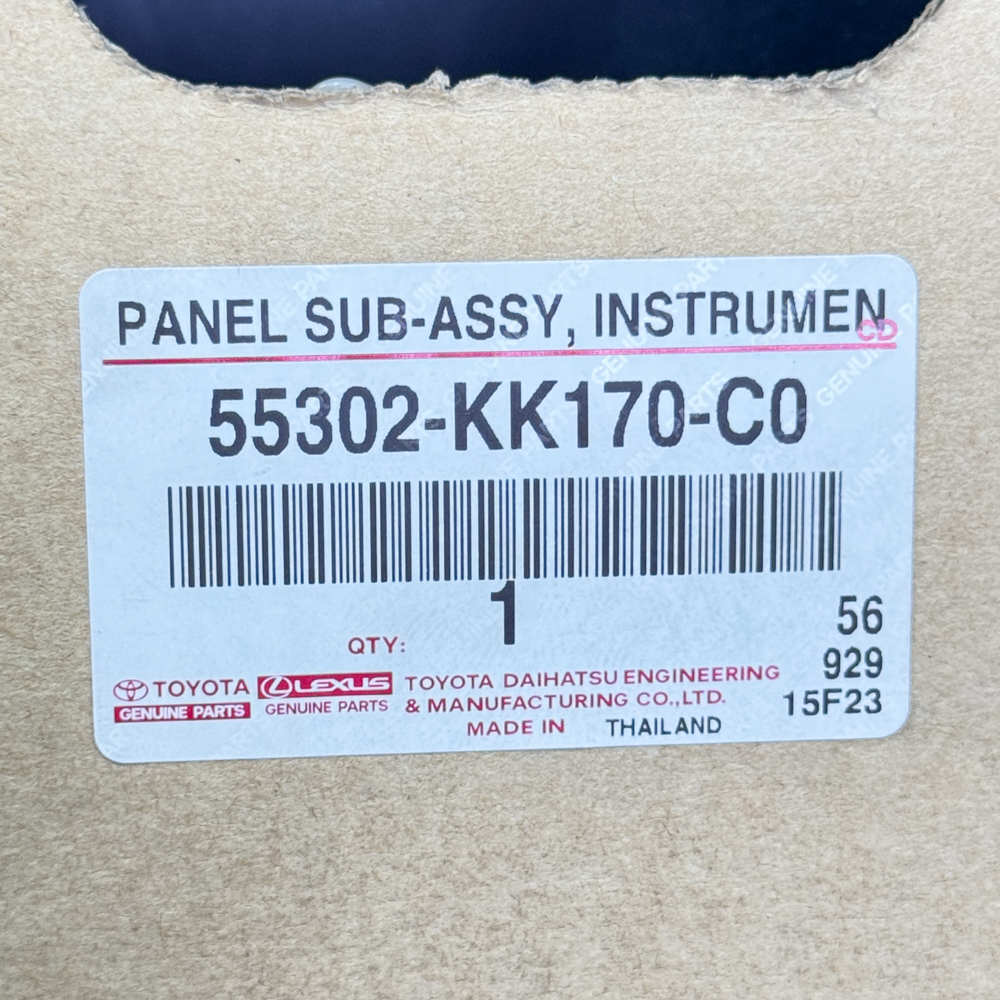 PANEL SUB-ASSY, INSTRUMEN
CD
55302-KK170-C0
1
QTY:
56
929
15F23
TOYOTA
GENUINE PARTS
LEXUS
GENUINE PARTS
TOYOTA DAIHATSU ENGINEERING
& MANUFACTURING CO.,LTD.
MADE IN THAILAND